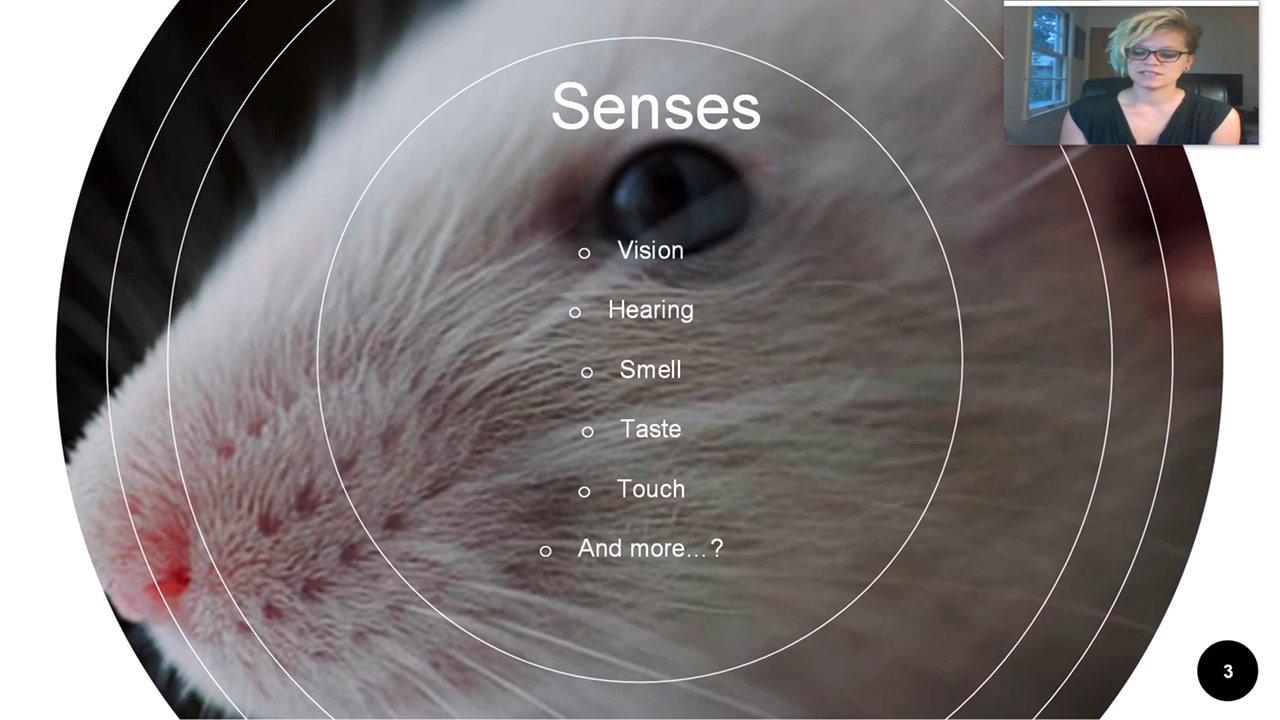 Senses
Vision
Hearing
Smell
Taste
Touch
And more…?
3